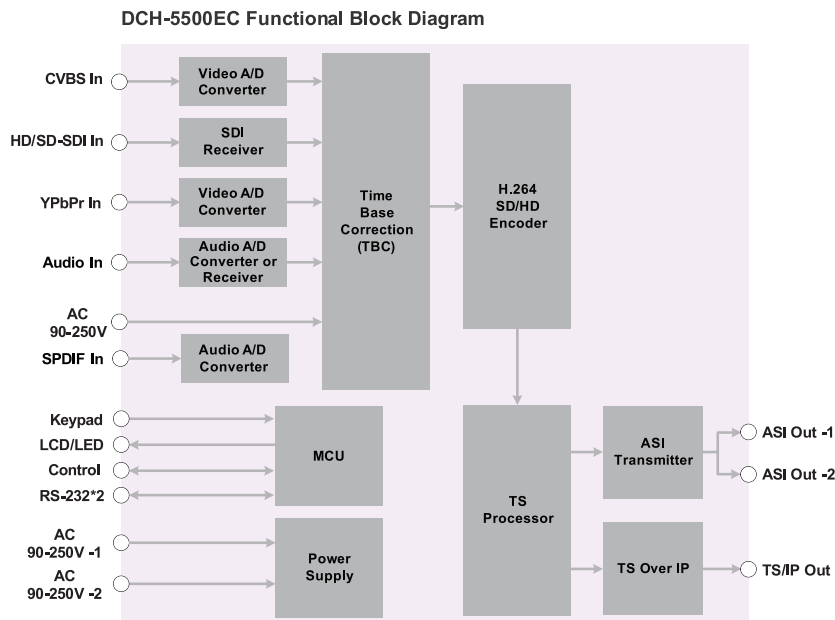 DCH-5500EC Functional Block Diagram
CVBS In
Video A/D
Converter
HD/SD-SDI In
SDI
Receiver
YPbPr In
Video A/D
Converter
Audio In
Audio A/D
Converter or
Receiver
AC
90-250V
SPDIF In
Audio A/D
Converter
Time
Base
Correction
(TBC)
H.264
SD/HD
Encoder
Keypad
LCD/LED
Control
RS-232*2
MCU
AC
90-250V -1
AC
90-250V -2
Power
Supply
TS
Processor
ASI
Transmitter
ASI Out -1
ASI Out -2
TS Over IP
TS/IP Out